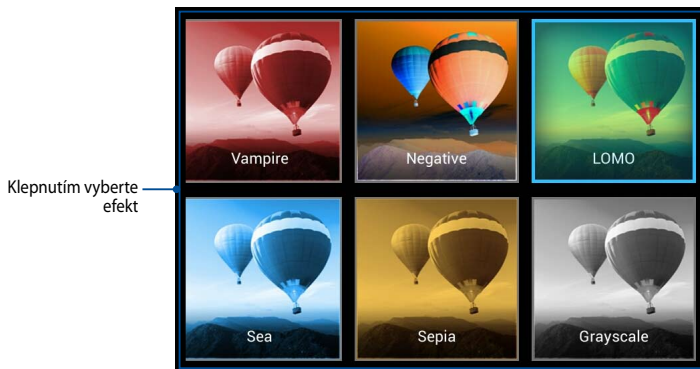 Vampire
Negative
LOMO
Klepnutím vyberte
efekt
Sea
Sepia
Grayscale